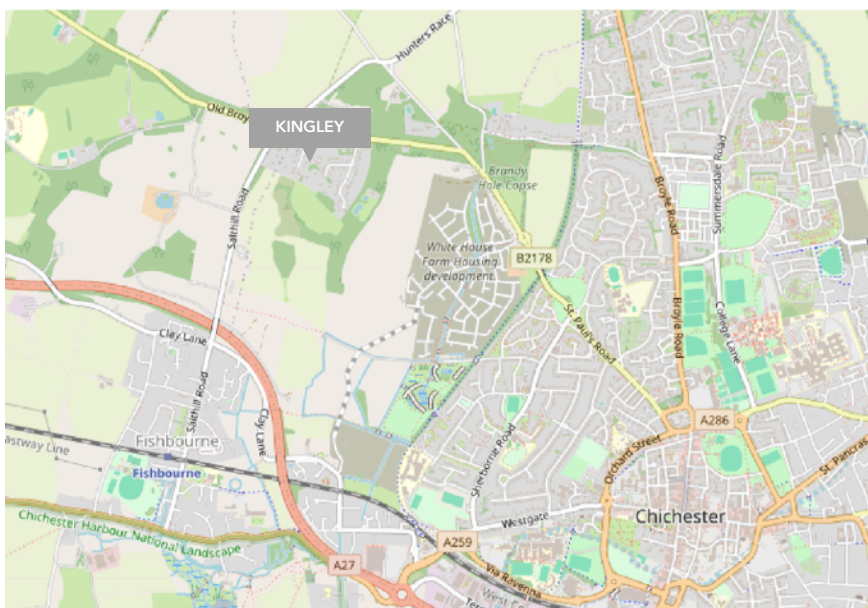 Hunters Race
Old Broy
KINGLEY
Brandy
Hole Copse
Salthill Road
Broyle Road
Summersdale Road
White House
Farm Housing
development.
B2178
St. Paul's Road
Broyle Road
College Lane
Clay Lane
Salthill Road
Clay Lane
Fishbourne
Fishbourne
astway Line
Sherborne Road
Orchard Street
A286
St. Pancras
Chichester Harbour National Landscape
Westgate
Chichester
A259
A27
Via Ravenna